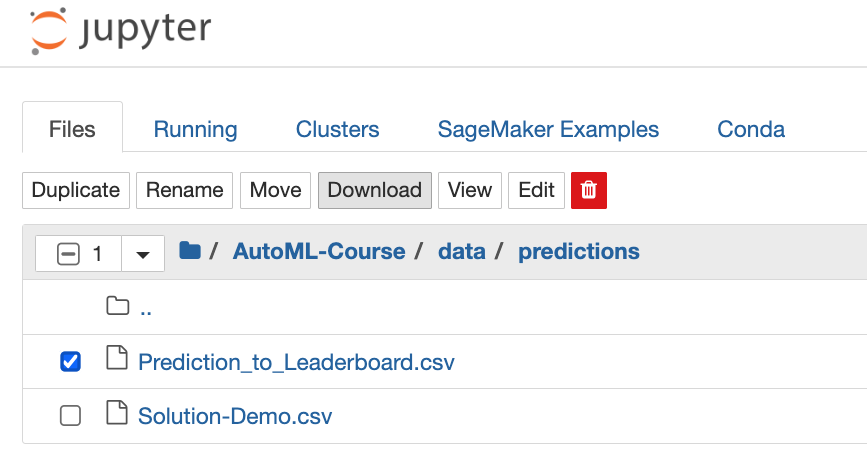 jupyter
Files Running Clusters SageMaker Examples Conda
Duplicate Rename Move Download View Edit
1 / AutoML-Course / data / predictions
..
Prediction_to_Leaderboard.csv
Solution-Demo.csv